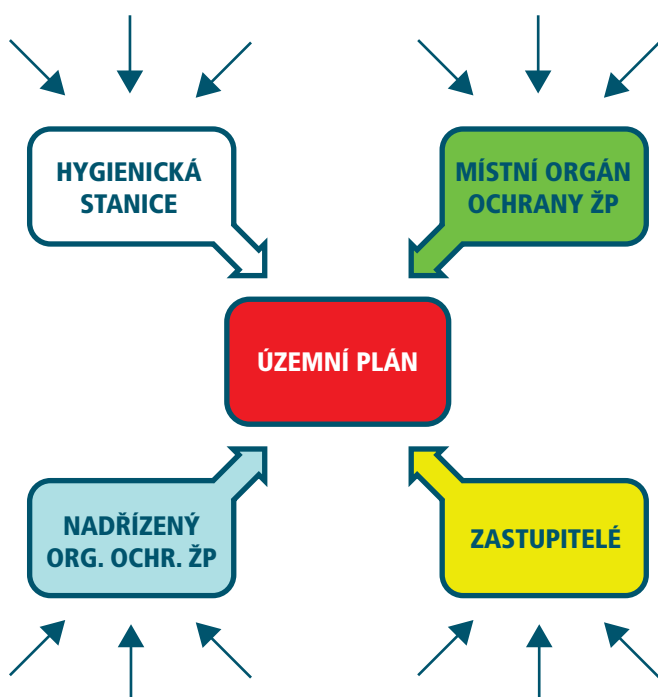 HYGIENICKÁ
STANICE
MÍSTNÍ ORGÁN
OCHRANY ŽP
ÚZEMNÍ PLÁN
NADŘÍZENÝ
ORG. OCHR. ŽP
ZASTUPITELÉ